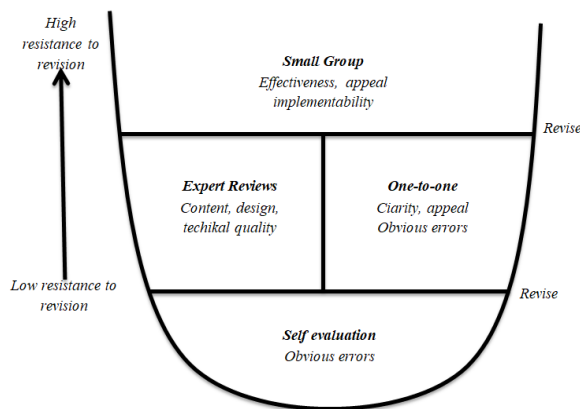 High
resistance to
revision
Small Group
Effectiveness, appeal
implementability
Revise
Expert Reviews
Content, design,
techikal quality
One-to-one
Ciarity, appeal
Obvious errors
Low resistance to
revision
Revise
Self evaluation
Obvious errors